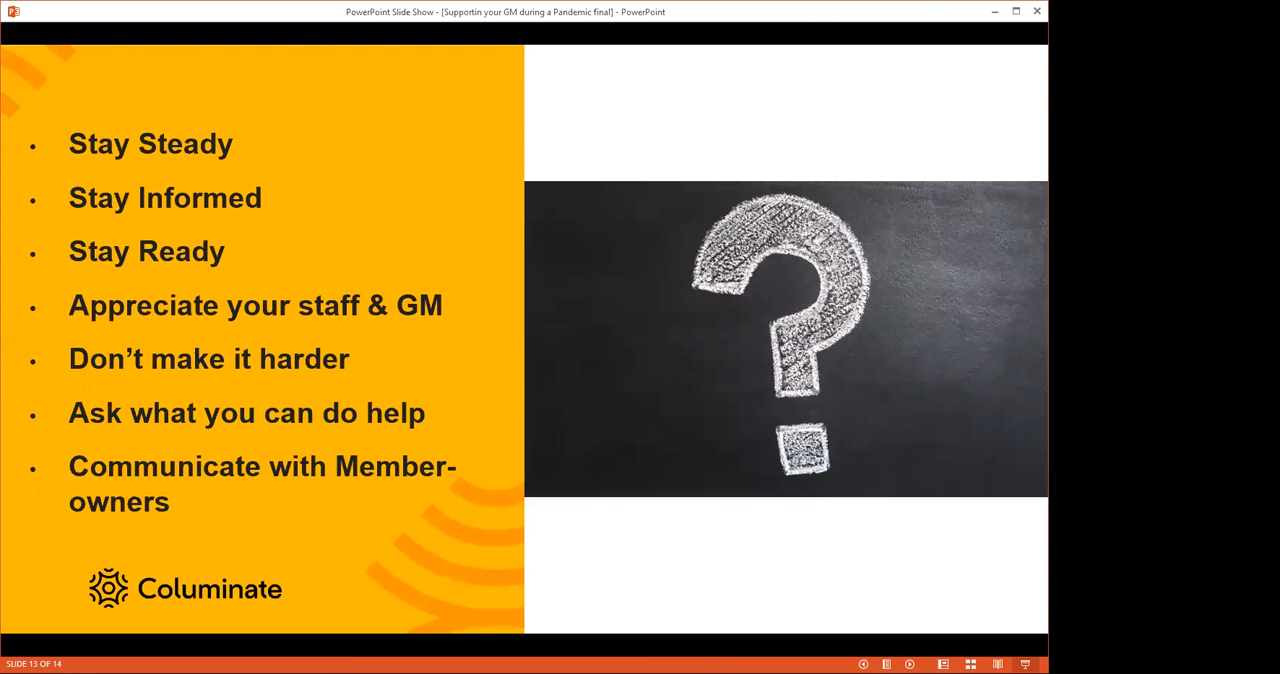 PowerPoint Slide Show - [Supportin your GM during a Pandemic final] - PowerPoint
• Stay Steady
• Stay Informed
• Stay Ready
• Appreciate your staff & GM
• Don’t make it harder
• Ask what you can do help
• Communicate with Member-
owners
?
Columinate
SLIDE 13 OF 14